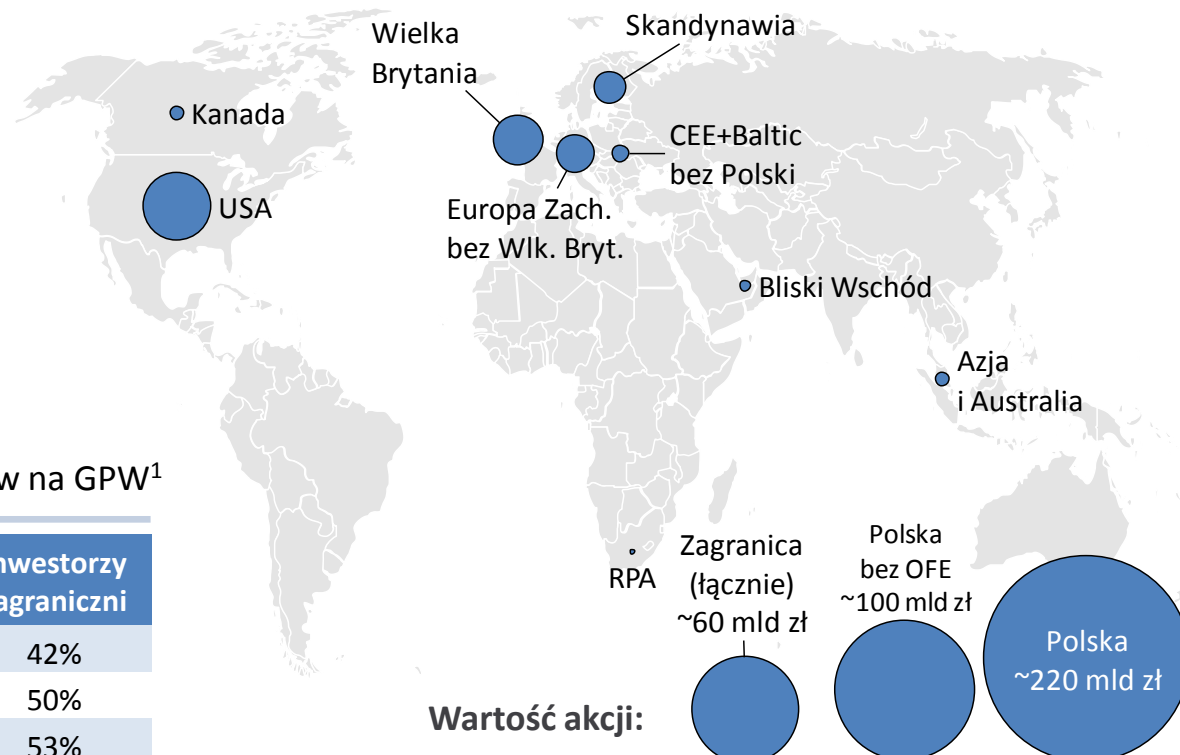 Wielka
Brytania
Skandynawia
Kanada
CEE+Baltic
bez Polski
USA
Europa Zach.
bez Wlk. Bryt.
Bliski Wschód
Azja
i Australia
w na GPW¹
nwestorzy
agraniczni
42%
50%
53%
RPA
Zagranica
(łącznie)
~60 mld zł
Polska
bez OFE
~100 mld zł
Polska
~220 mld zł
Wartość akcji: